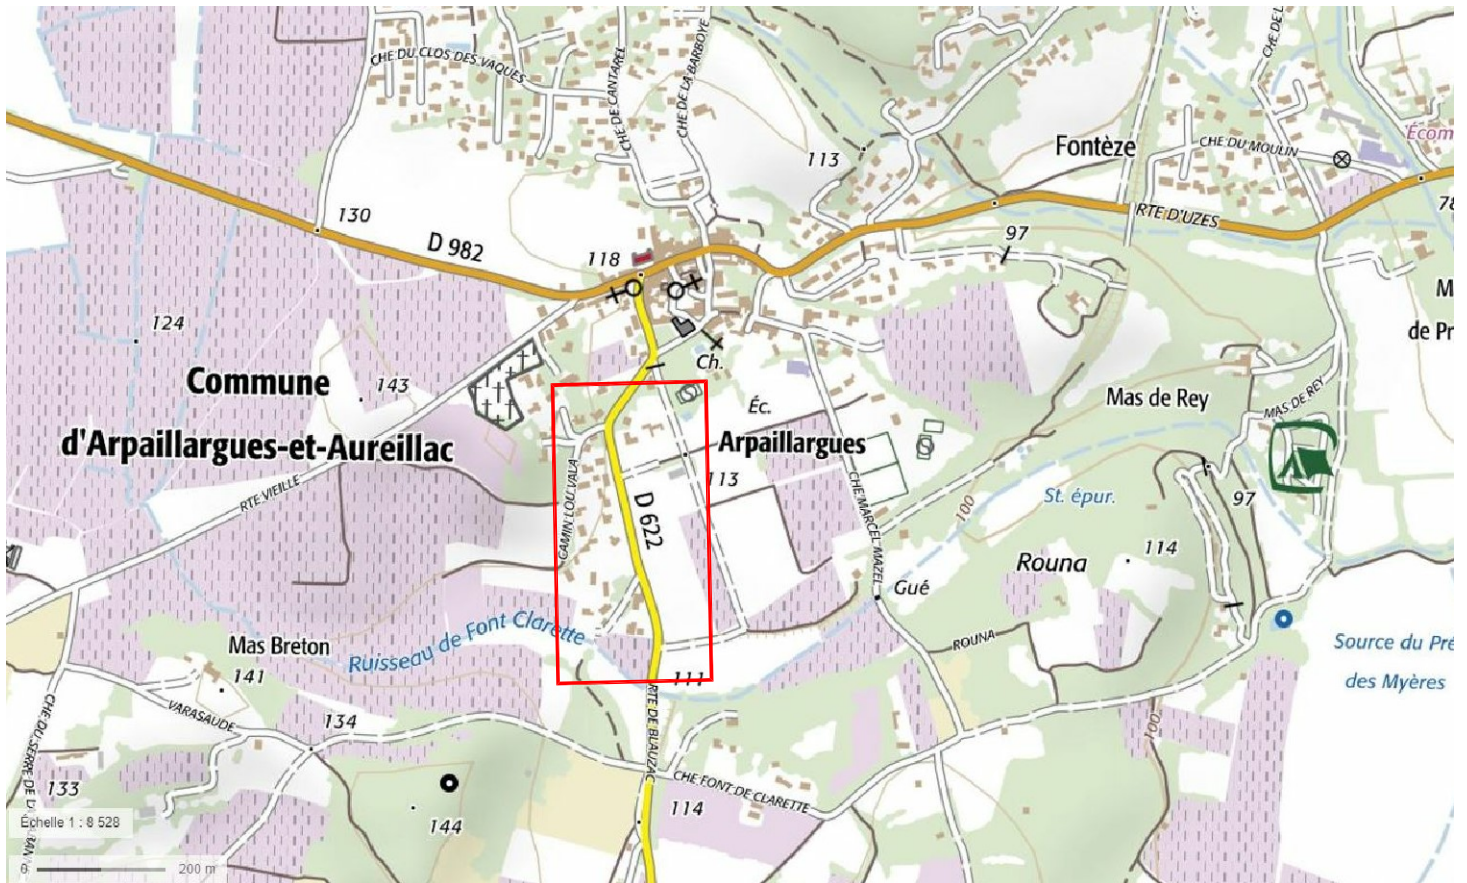 CHE DU CLOS DES VAQUES
CHE DE CANTAREL
CHE DE LA BARBOYE
113
Fontèze
CHE DU MOULIN
Écom
130
D 982
118
97
RTE D'UZES
78
124
Commune
d'Arpaillargues-et-Aureillac
143
RTE VIEILLE
Ch.
Éc.
Arpaillargues
113
CAMIN LOUVALA
D 622
CHE MARCEL MAZEL
Mas de Rey
MAS DE REY
M
de Pr
St. épur.
100
97
114
Rouna
Gué
ROUNA
Source du Pré
des Myères
Mas Breton
141
Ruisseau de Font Clarette
111
VARASAUDE
134
RTE DE BLAUZAC
CHE FONT DE CLARETTE
114
100
133
144
Échelle 1 : 8 528
0
200 m